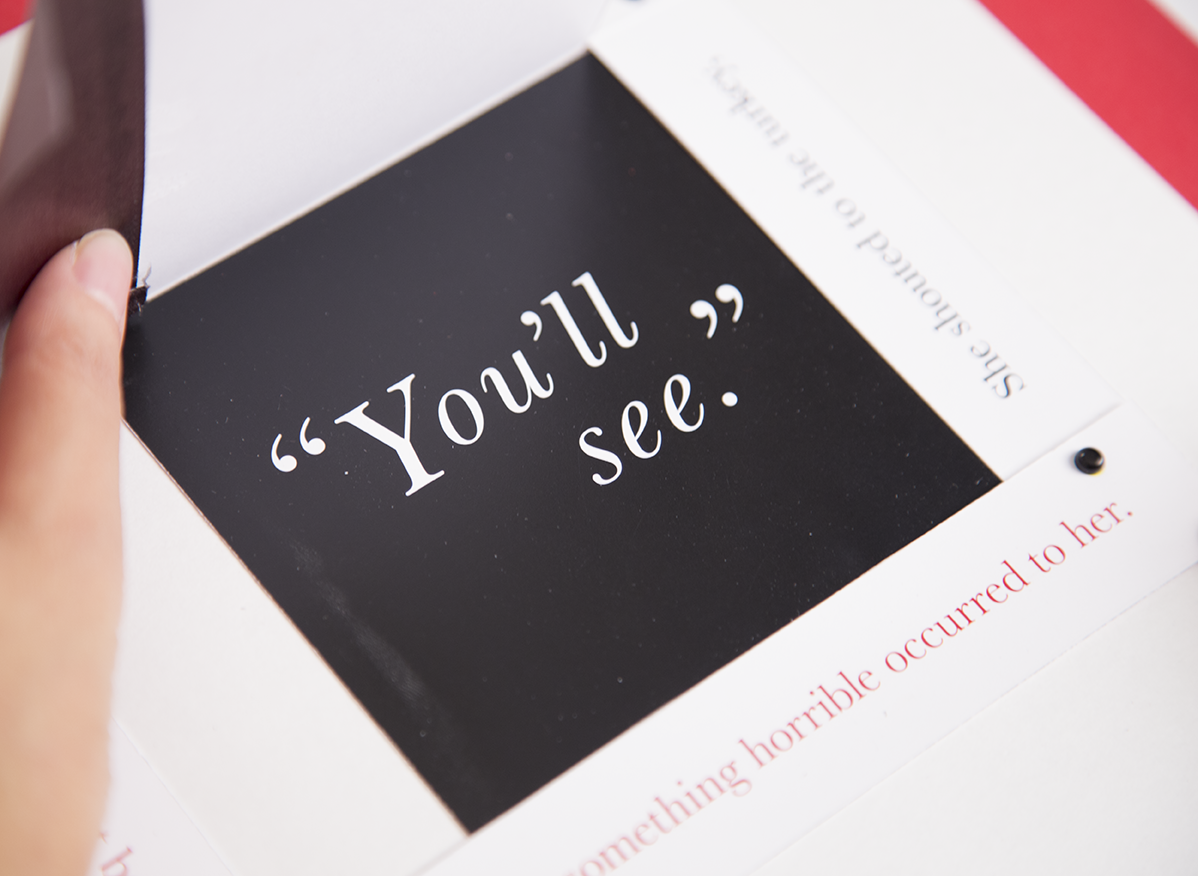 “You’ll
see.”
She shouted to the turkey.
something horrible occurred to her.